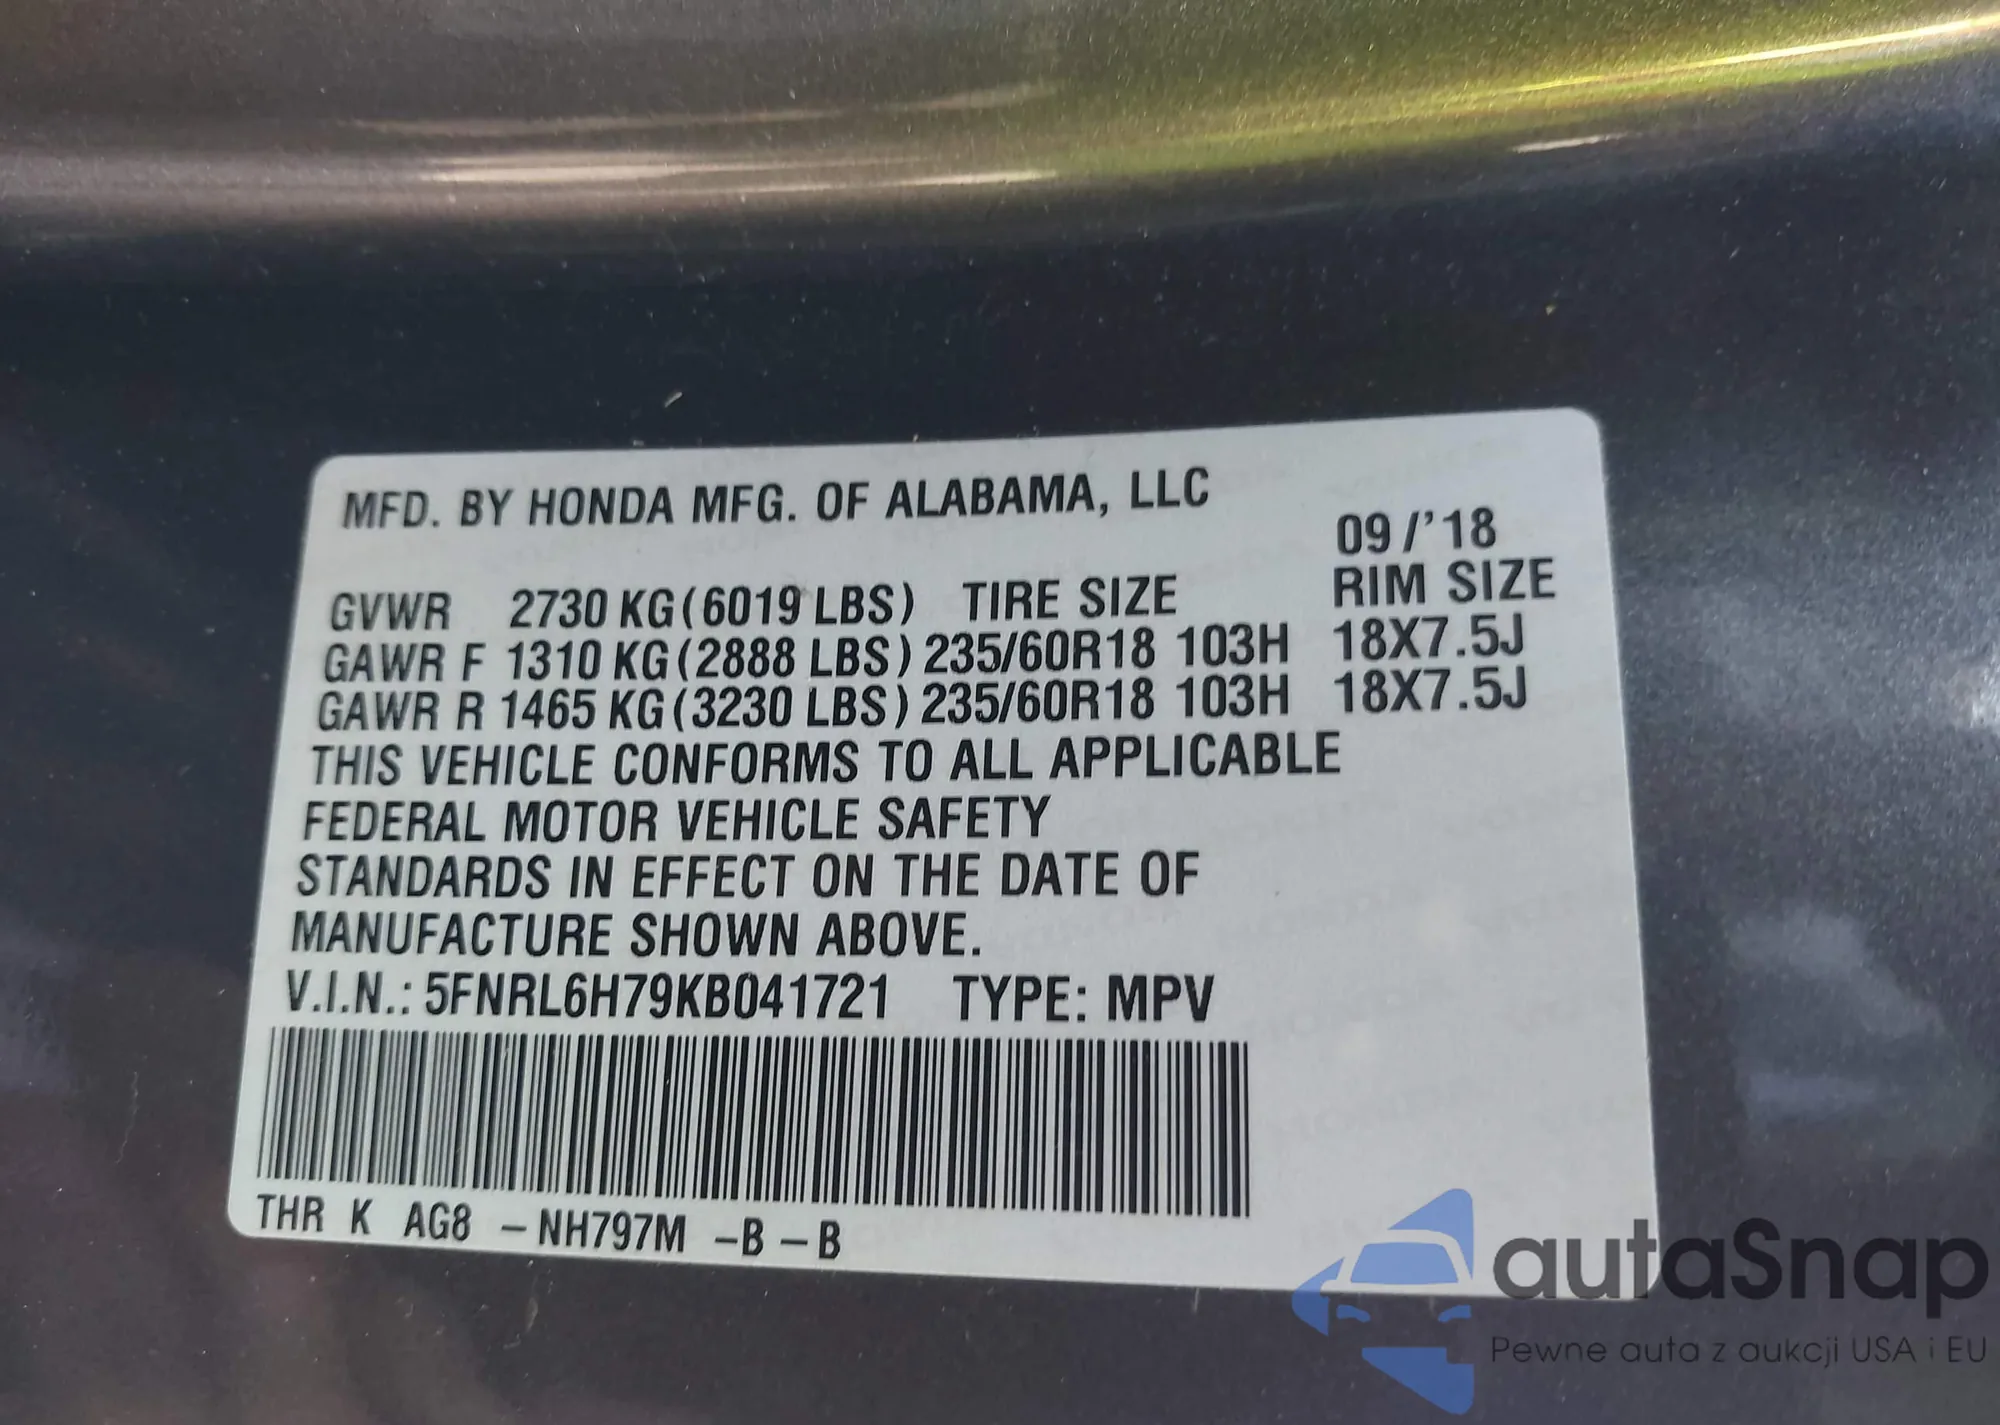 MFD. BY HONDA MFG. OF ALABAMA, LLC
09/'18
GVWR 2730 KG (6019 LBS) TIRE SIZE RIM SIZE
GAWR F 1310 KG (2888 LBS) 235/60R18 103H 18X7.5J
GAWR R 1465 KG (3230 LBS) 235/60R18 103H 18X7.5J
THIS VEHICLE CONFORMS TO ALL APPLICABLE
FEDERAL MOTOR VEHICLE SAFETY
STANDARDS IN EFFECT ON THE DATE OF
MANUFACTURE SHOWN ABOVE.
V.I.N.: 5FNRL6H79KB041721 TYPE: MPV
THR K AG8 -NH797M -B -B
autaSnap
Pewne auta z aukcji USA i EU